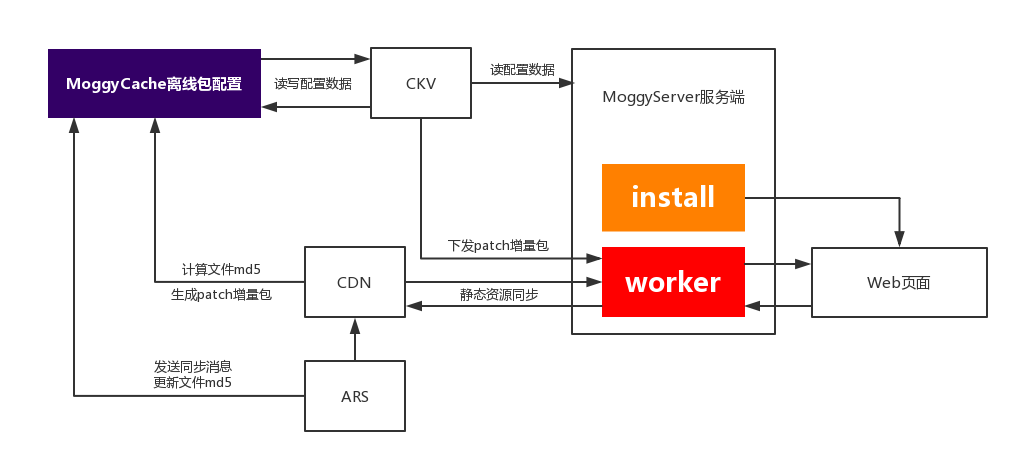 MoggyCache离线包配置
读写配置数据
CKV
读配置数据
MoggyServer服务端
install
下发patch增量包
worker
Web页面
计算文件md5
生成patch增量包
CDN
静态资源同步
发送同步消息
更新文件md5
ARS